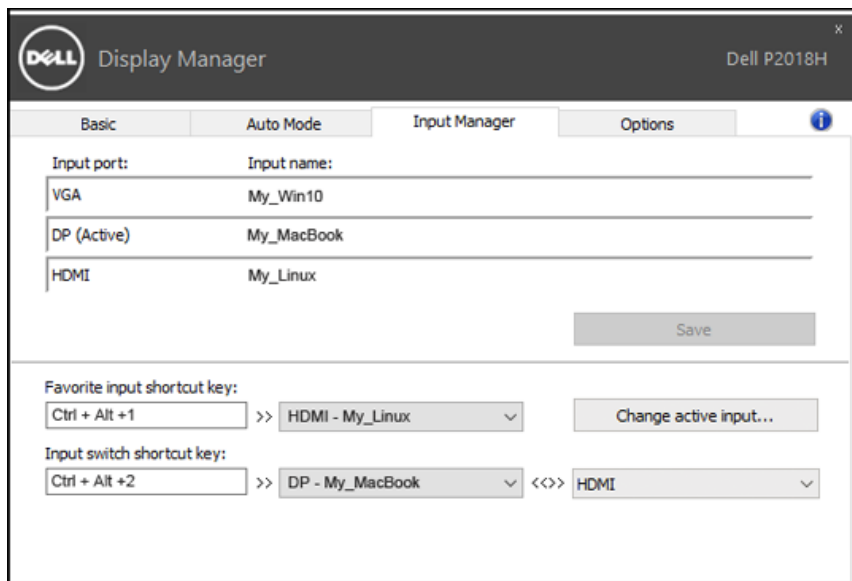 x
DELL Display Manager Dell P2018H
Basic Auto Mode Input Manager Options i
Input port: Input name:
VGA My_Win10
DP (Active) My_MacBook
HDMI My_Linux
Save
Favorite input shortcut key:
Ctrl + Alt +1 >> HDMI - My_Linux Change active input...
Input switch shortcut key:
Ctrl + Alt +2 >> DP - My_MacBook <<>> HDMI